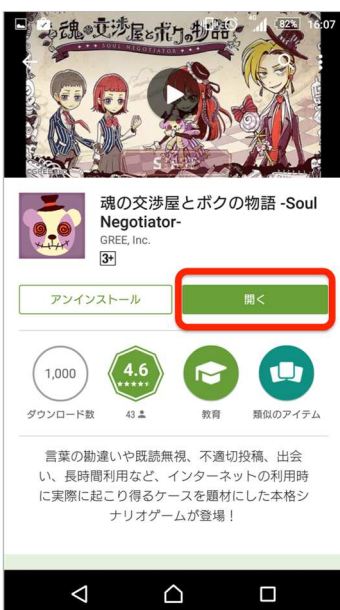 82% 16:07
魂の交渉屋とボクの物語
SOUL NEGOTIATOR
魂の交渉屋とボクの物語 -Soul
Negotiator-
GREE, Inc.
3+
アンインストール
開く
1,000
4.6
ダウンロード数
43
教育
類似のアイテム
言葉の勘違いや既読無視、不適切投稿、出会
い、長時間利用など、インターネットの利用時
に実際に起こり得るケースを題材にした本格シ
ナリオゲームが登場！